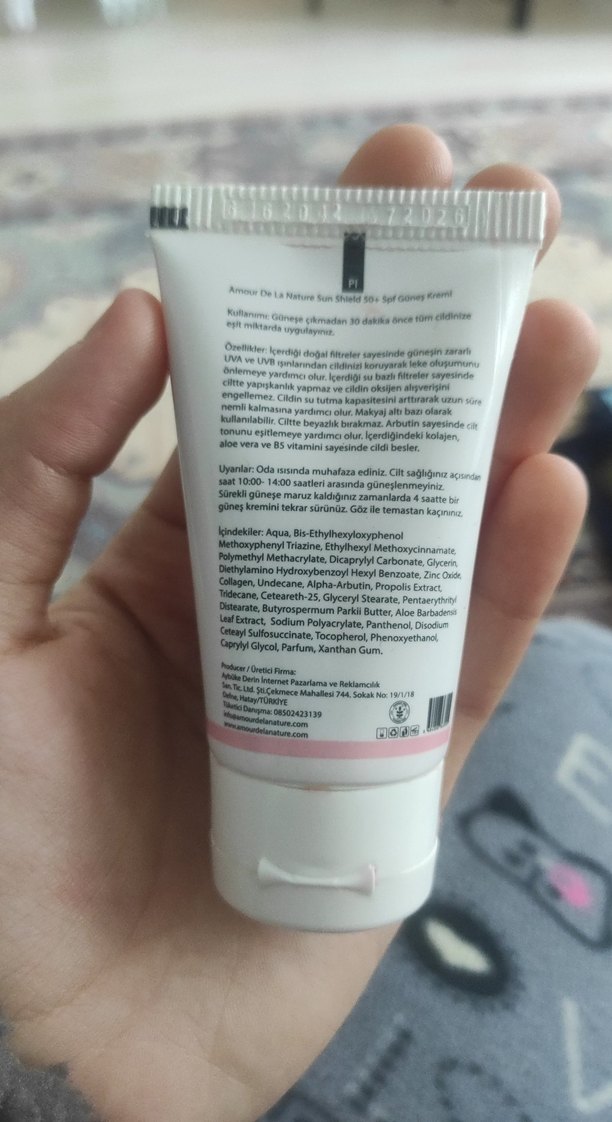 Amour De La Nature Sun Shield 50+ Spf Güneş Kremi
Kullanımı: Güneşe çıkmadan 30 dakika önce tüm cildinize
eşit miktarda uygulayınız.
Özellikler: İçerdiği doğal filtreler sayesinde güneşin zararlı
UVA ve UVB ışınlarından cildinizi koruyarak leke oluşumunu
önlemeye yardımcı olur. İçerdiği su bazlı filtreler sayesinde
ciltte yapışkanlık yapmaz ve cildin oksijen alışverişini
engellemez. Cildin su tutma kapasitesini arttırarak uzun süre
nemli kalmasına yardımcı olur. Makyaj altı bazı olarak
kullanılabilir. Ciltte beyazlık bırakmaz. Arbutin sayesinde cilt
tonunu eşitlemeye yardımcı olur. İçerdiğindeki kolajen,
aloe vera ve B5 vitamini sayesinde cildi besler.
Uyarılar: Oda ısısında muhafaza ediniz. Cilt sağlığınız açısından
saat 10:00- 14:00 saatleri arasında güneşlenmeyiniz.
Sürekli güneşe maruz kaldığınız zamanlarda 4 saatte bir
güneş kremini tekrar sürünüz. Göz ile temastan kaçınınız.
İçindekiler: Aqua, Bis-Ethylhexyloxyphenol
Methoxyphenyl Triazine, Ethylhexyl Methoxycinnamate,
Polymethyl Methacrylate, Dicaprylyl Carbonate, Glycerin,
Diethylamino Hydroxybenzoyl Hexyl Benzoate, Zinc Oxide,
Collagen, Undecane, Alpha-Arbutin, Propolis Extract,
Tridecane, Ceteareth-25, Glyceryl Stearate, Pentaerythrityl
Distearate, Butyrospermum Parkii Butter, Aloe Barbadensis
Leaf Extract, Sodium Polyacrylate, Panthenol, Disodium
Ceteayl Sulfosuccinate, Tocopherol, Phenoxyethanol,
Caprylyl Glycol, Parfum, Xanthan Gum.
Producer / Üretici Firma:
Aybüke Derin İnternet Pazarlama ve Reklamcılık
San. Tic. Ltd. Şti.Çekmece Mahallesi 744. Sokak No: 19/1/18
Defne, Hatay/TÜRKİYE
Tüketici Danışma: 08502423139
info@amourdelanature.com
www.amourdelanature.com